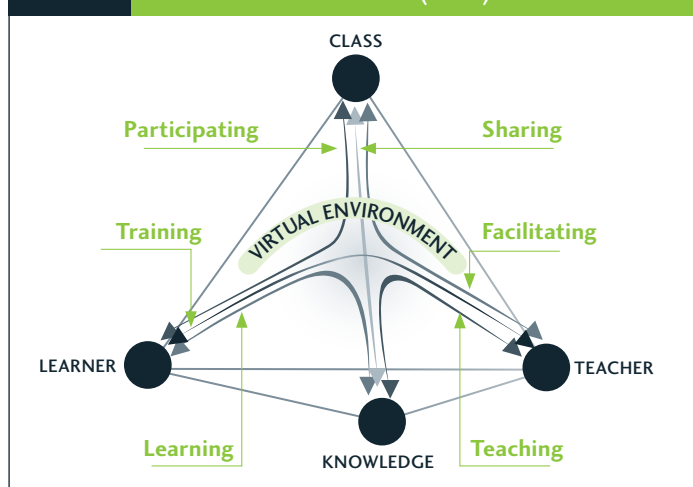 CLASS
Participating
Sharing
VIRTUAL ENVIRONMENT
Training
Facilitating
LEARNER
TEACHER
Learning
KNOWLEDGE
Teaching